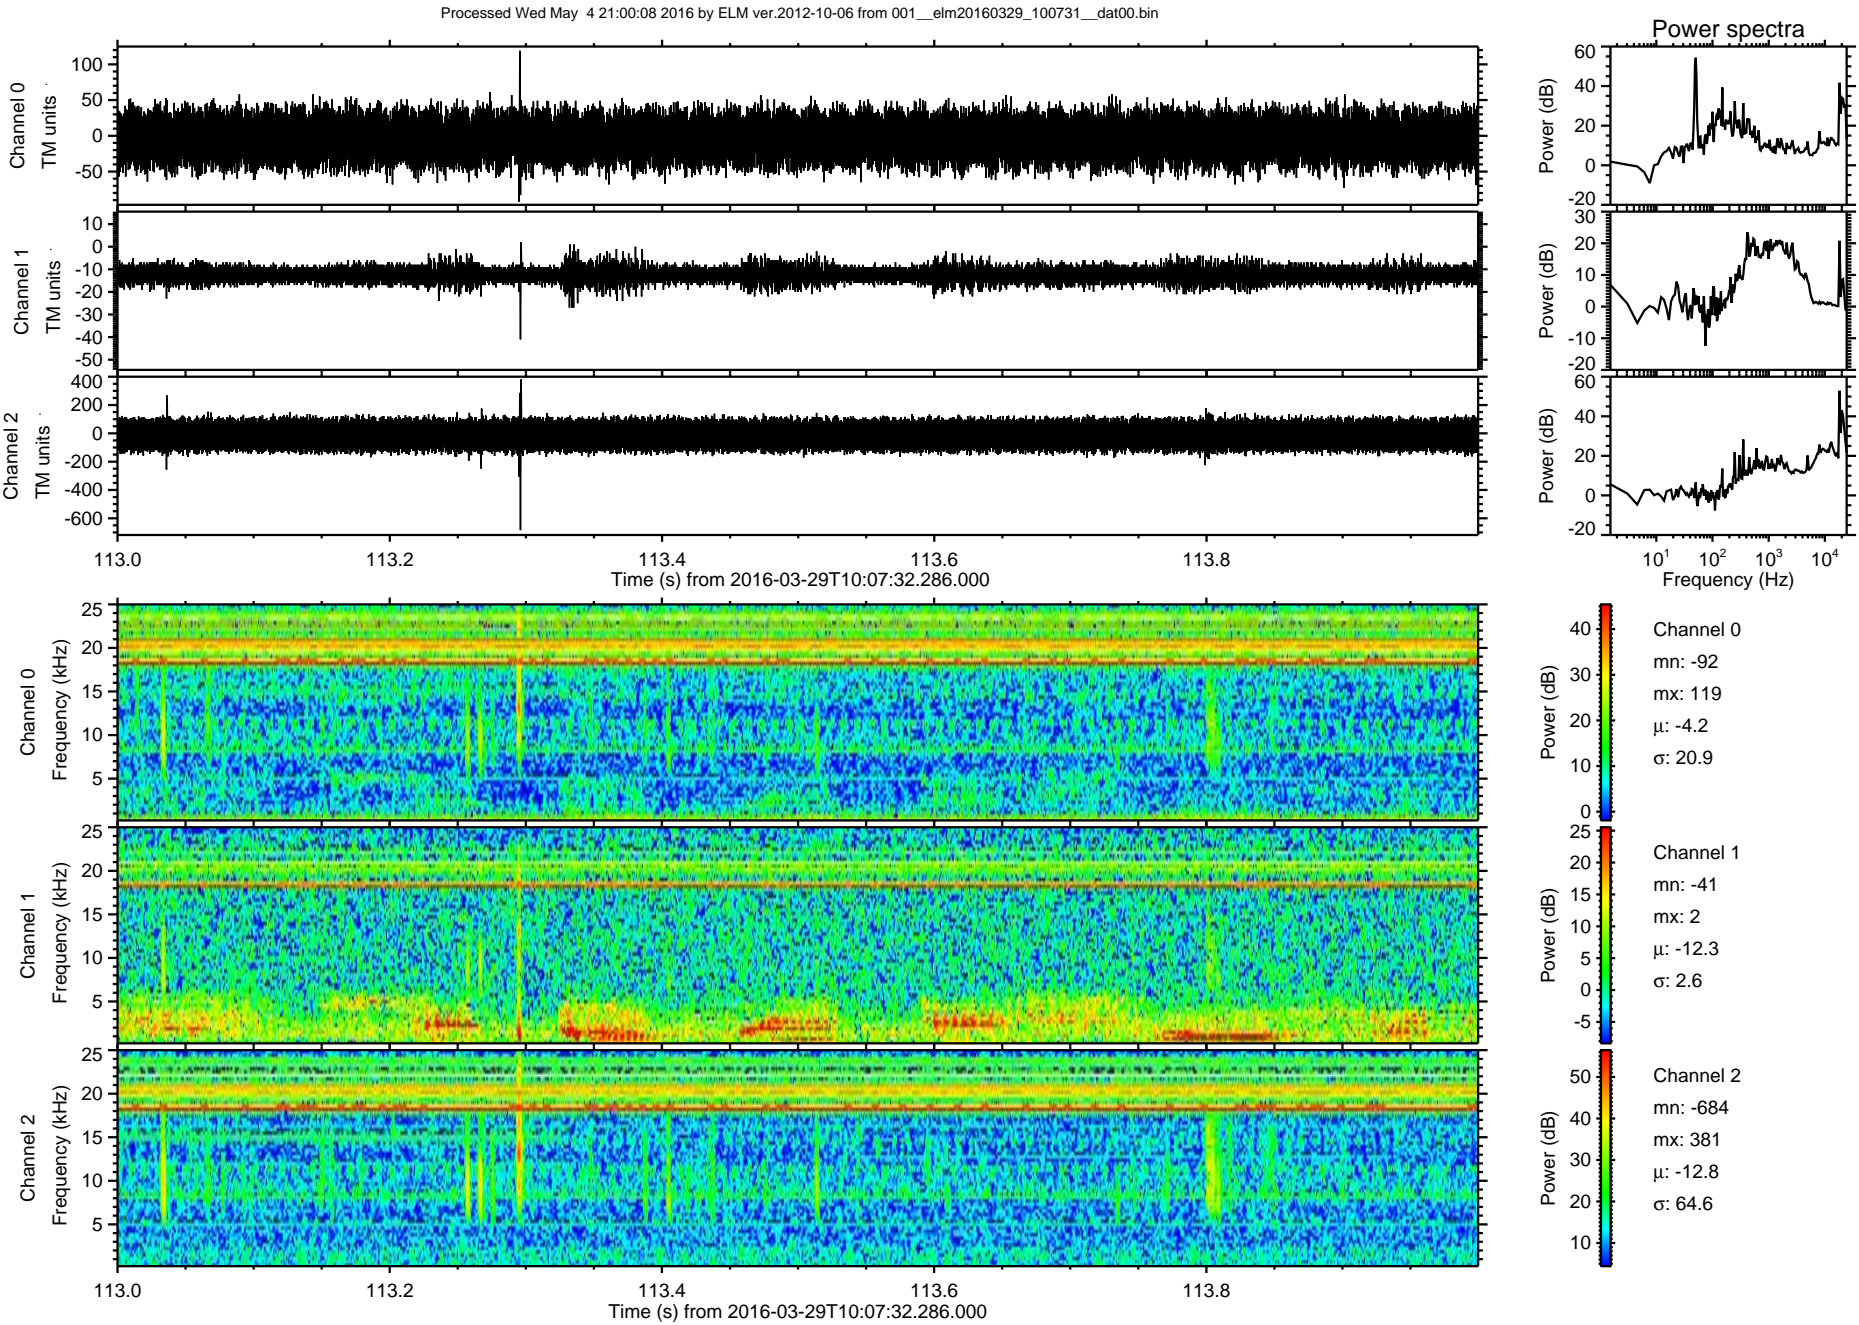 Processed Wed May  4 21:00:08 2016 by ELM ver.2012-10-06 from 001__elm20160329_100731__dat00.bin
Power spectra
Channel 0
TM units
100
50
0
-50
Power (dB)
60
40
20
0
-20
Channel 1
TM units
10
0
-10
-20
-30
-40
-50
Power (dB)
30
20
10
0
-10
-20
Channel 2
TM units
400
200
0
-200
-400
-600
Power (dB)
60
40
20
0
-20
113.0 113.2 113.4 113.6 113.8
Time (s) from 2016-03-29T10:07:32.286.000
10^1 10^2 10^3 10^4
Frequency (Hz)
Channel 0
Frequency (kHz)
25
20
15
10
5
Power (dB)
40
30
20
10
0
Channel 0
mn: -92
mx: 119
μ: -4.2
σ: 20.9
Channel 1
Frequency (kHz)
25
20
15
10
5
Power (dB)
25
20
15
10
5
0
-5
Channel 1
mn: -41
mx: 2
μ: -12.3
σ: 2.6
Channel 2
Frequency (kHz)
25
20
15
10
5
Power (dB)
50
40
30
20
10
Channel 2
mn: -684
mx: 381
μ: -12.8
σ: 64.6
113.0 113.2 113.4 113.6 113.8
Time (s) from 2016-03-29T10:07:32.286.000